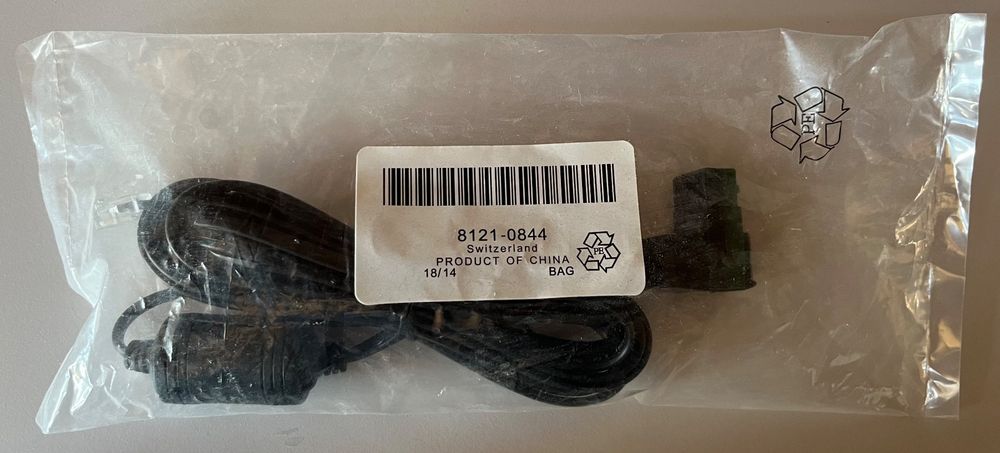 PE
8121-0844
Switzerland
PRODUCT OF CHINA
PE
18/14 BAG